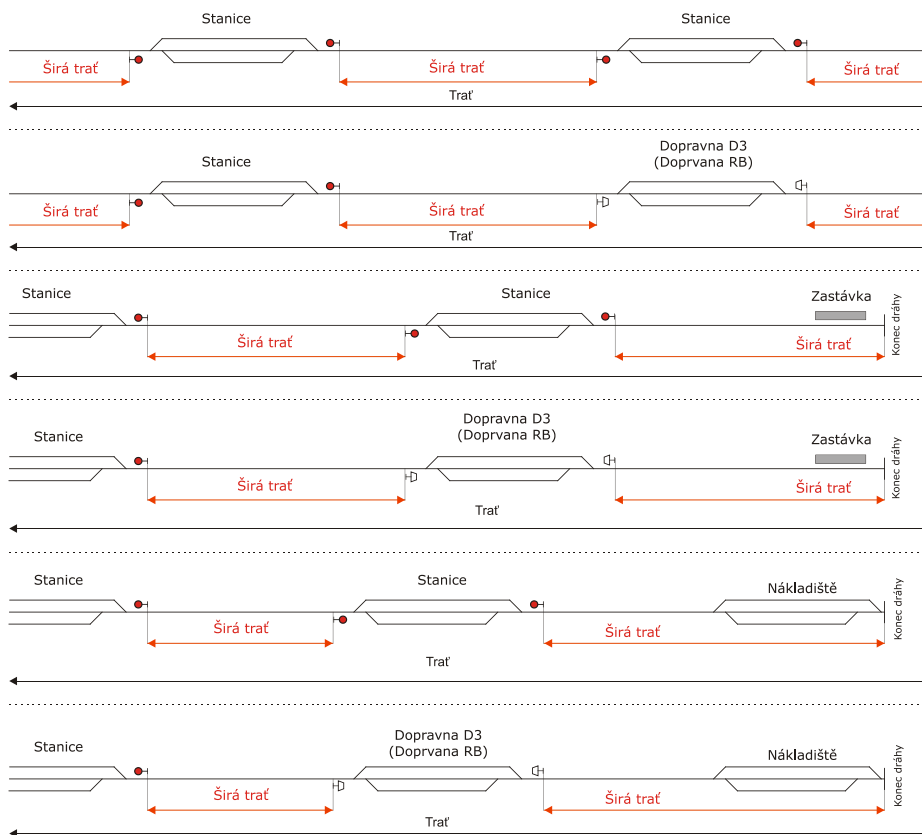 Stanice
Stanice
Širá trať
Širá trať
Širá trať
Trať
Stanice
Dopravna D3
(Doprvana RB)
Širá trať
Širá trať
Širá trať
Trať
Stanice
Stanice
Zastávka
Konec dráhy
Širá trať
Širá trať
Trať
Stanice
Dopravna D3
(Doprvana RB)
Zastávka
Konec dráhy
Širá trať
Širá trať
Trať
Stanice
Stanice
Nákladiště
Konec dráhy
Širá trať
Širá trať
Trať
Stanice
Dopravna D3
(Doprvana RB)
Nákladiště
Konec dráhy
Širá trať
Širá trať
Trať